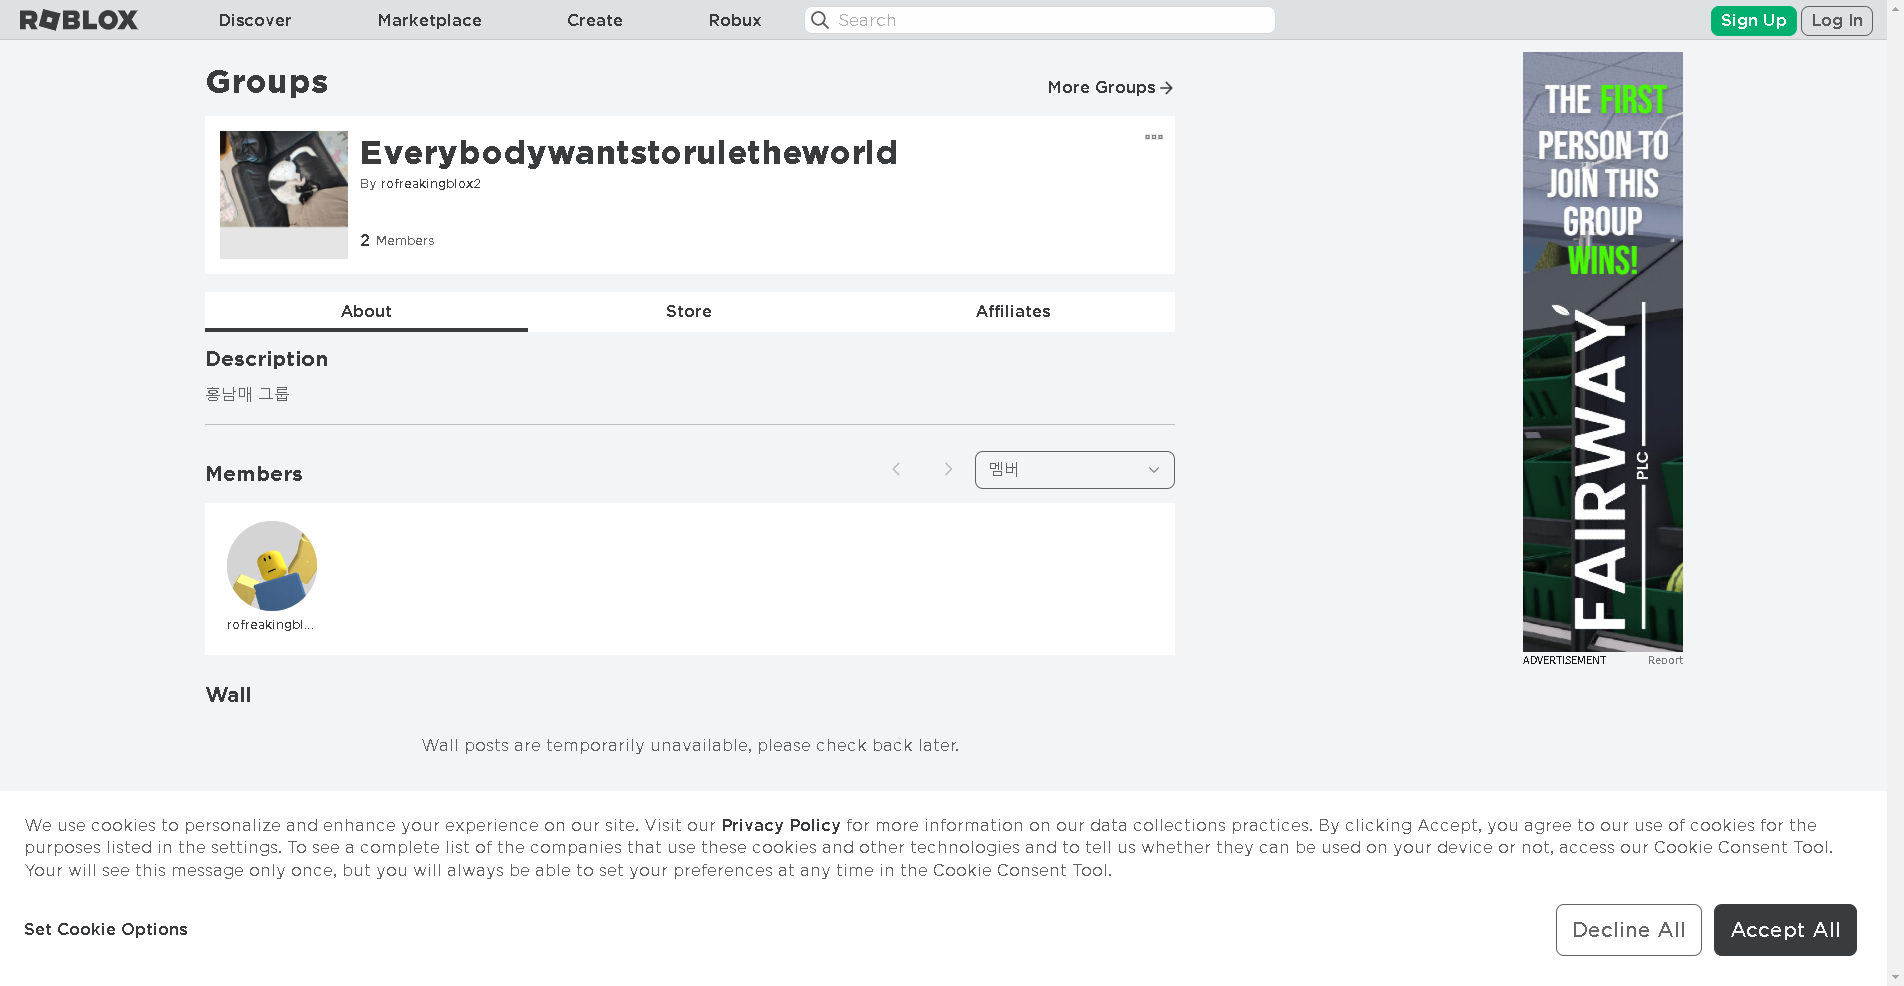 ROBLOX Discover Marketplace Create Robux Search Sign Up Log In
Groups
More Groups
Everybodywantstoruletheworld
By rofreakingblox2
2 Members
About Store Affiliates
Description
홍남매 그룹
Members
멤버
rofreakingbl...
Wall
Wall posts are temporarily unavailable, please check back later.
THE FIRST
PERSON TO
JOIN THIS
GROUP
WINS!
FAIRWAY
PLC
ADVERTISEMENT Report
We use cookies to personalize and enhance your experience on our site. Visit our Privacy Policy for more information on our data collections practices. By clicking Accept, you agree to our use of cookies for the
purposes listed in the settings. To see a complete list of the companies that use these cookies and other technologies and to tell us whether they can be used on your device or not, access our Cookie Consent Tool.
Your will see this message only once, but you will always be able to set your preferences at any time in the Cookie Consent Tool.
Set Cookie Options
Decline All
Accept All